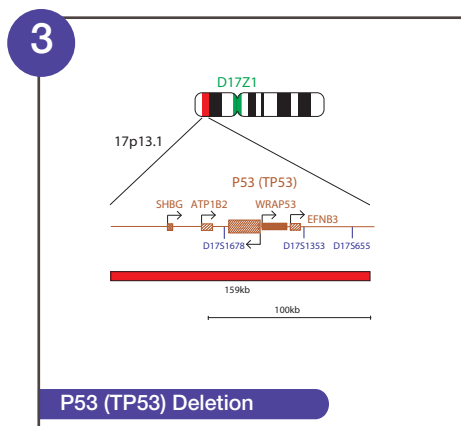 3
D17Z1
17p13.1
P53 (TP53)
SHBG ATP1B2 WRAP53
EFNB3
D17S1678 D17S1353 D17S655
159kb
100kb
P53 (TP53) Deletion